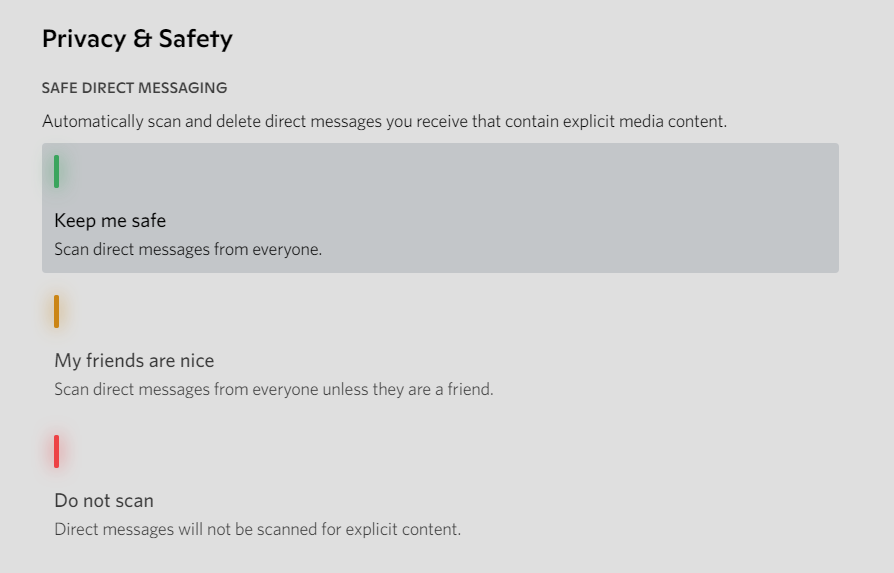 Privacy & Safety
SAFE DIRECT MESSAGING
Automatically scan and delete direct messages you receive that contain explicit media content.
Keep me safe
Scan direct messages from everyone.
My friends are nice
Scan direct messages from everyone unless they are a friend.
Do not scan
Direct messages will not be scanned for explicit content.